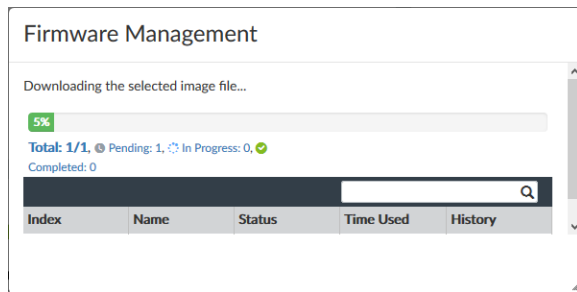 Firmware Management
Downloading the selected image file...
5%
Total: 1/1, Pending: 1, In Progress: 0,
Completed: 0
Index Name Status Time Used History